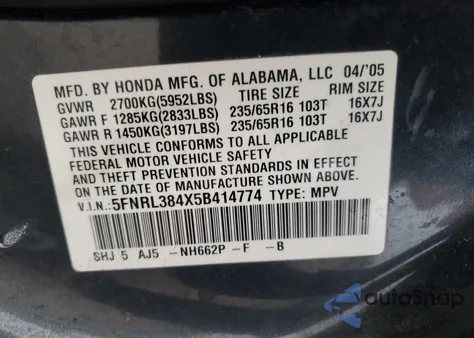 MFD. BY HONDA MFG. OF ALABAMA, LLC 04/'05
GVWR 2700KG(5952LBS) TIRE SIZE RIM SIZE
GAWR F 1285KG(2833LBS) 235/65R16 103T 16X7J
GAWR R 1450KG(3197LBS) 235/65R16 103T 16X7J
THIS VEHICLE CONFORMS TO ALL APPLICABLE
FEDERAL MOTOR VEHICLE SAFETY
AND THEFT PREVENTION STANDARDS IN EFFECT
ON THE DATE OF MANUFACTURE SHOWN ABOVE.
V.I.N.:5FNRL384X5B414774 TYPE: MPV
SHJ 5 AJ5 -NH662P -F -B
AutoSnap